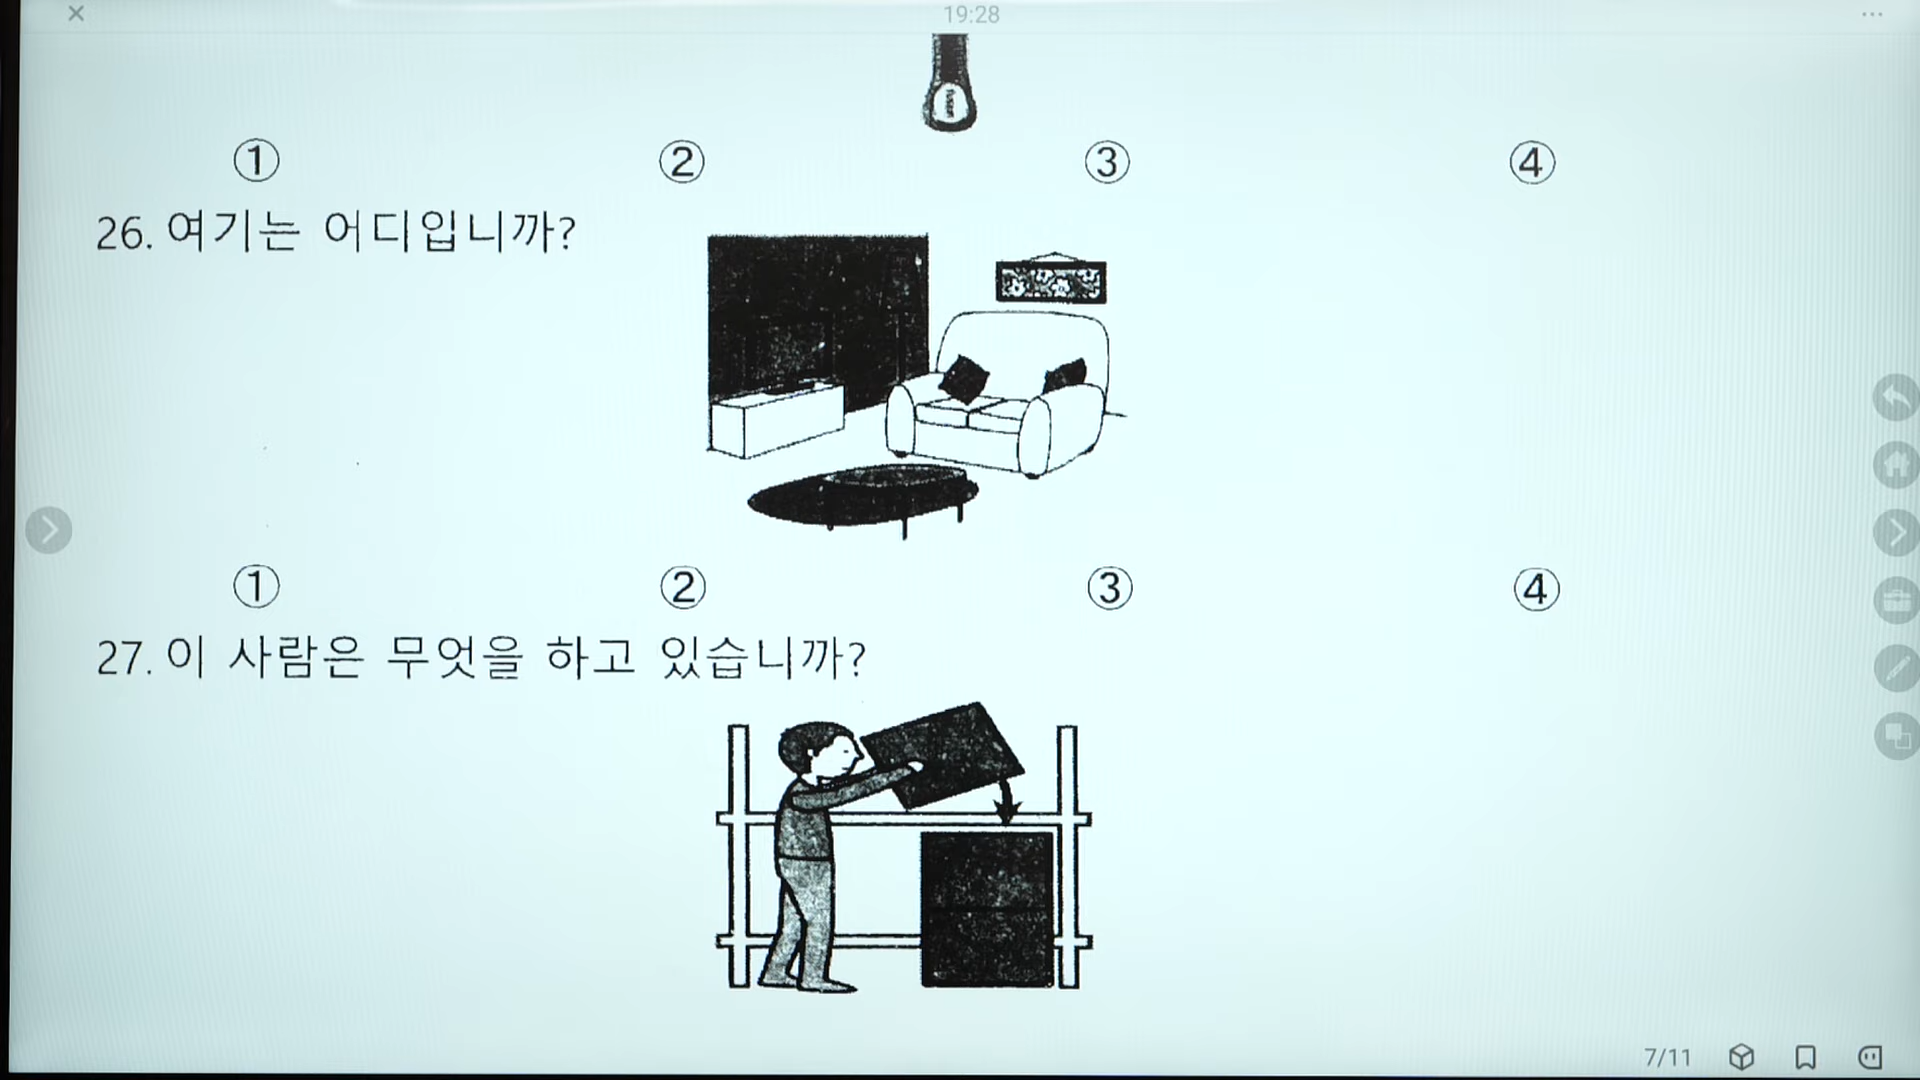 19:28
① ② ③ ④
26. 여기는 어디입니까?
① ② ③ ④
27. 이 사람은 무엇을 하고 있습니까?
7/11